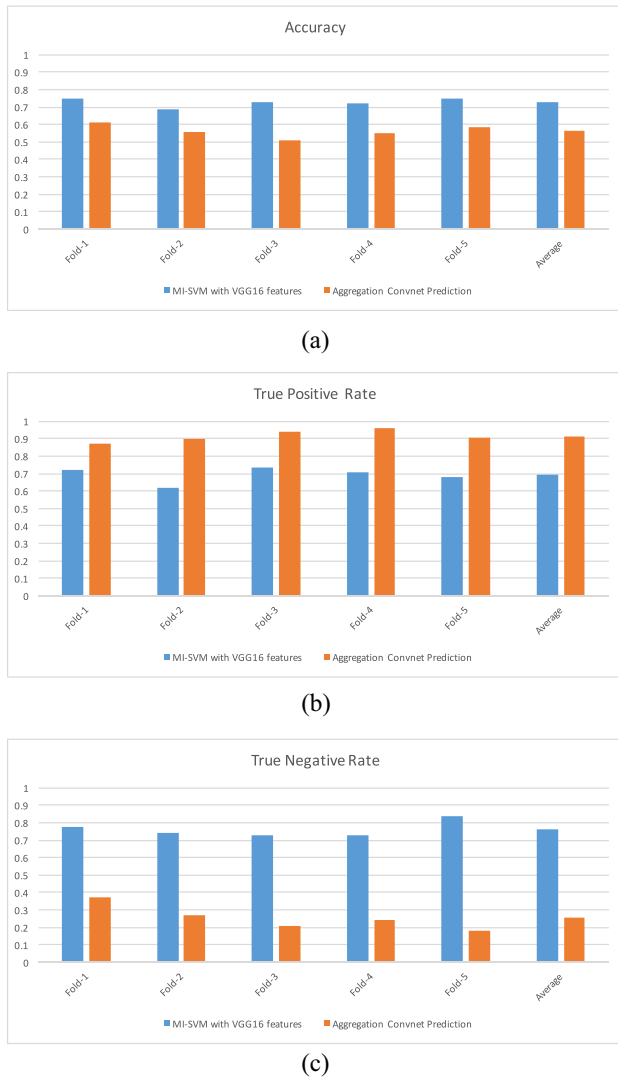 Accuracy
1
0.9
0.8
0.7
0.6
0.5
0.4
0.3
0.2
0.1
0
Fold-1 Fold-2 Fold-3 Fold-4 Fold-5 Average
MI-SVM with VGG16 features Aggregation Convnet Prediction
(a)
True Positive Rate
1
0.9
0.8
0.7
0.6
0.5
0.4
0.3
0.2
0.1
0
Fold-1 Fold-2 Fold-3 Fold-4 Fold-5 Average
MI-SVM with VGG16 features Aggregation Convnet Prediction
(b)
True Negative Rate
1
0.9
0.8
0.7
0.6
0.5
0.4
0.3
0.2
0.1
0
Fold-1 Fold-2 Fold-3 Fold-4 Fold-5 Average
MI-SVM with VGG16 features Aggregation Convnet Prediction
(c)